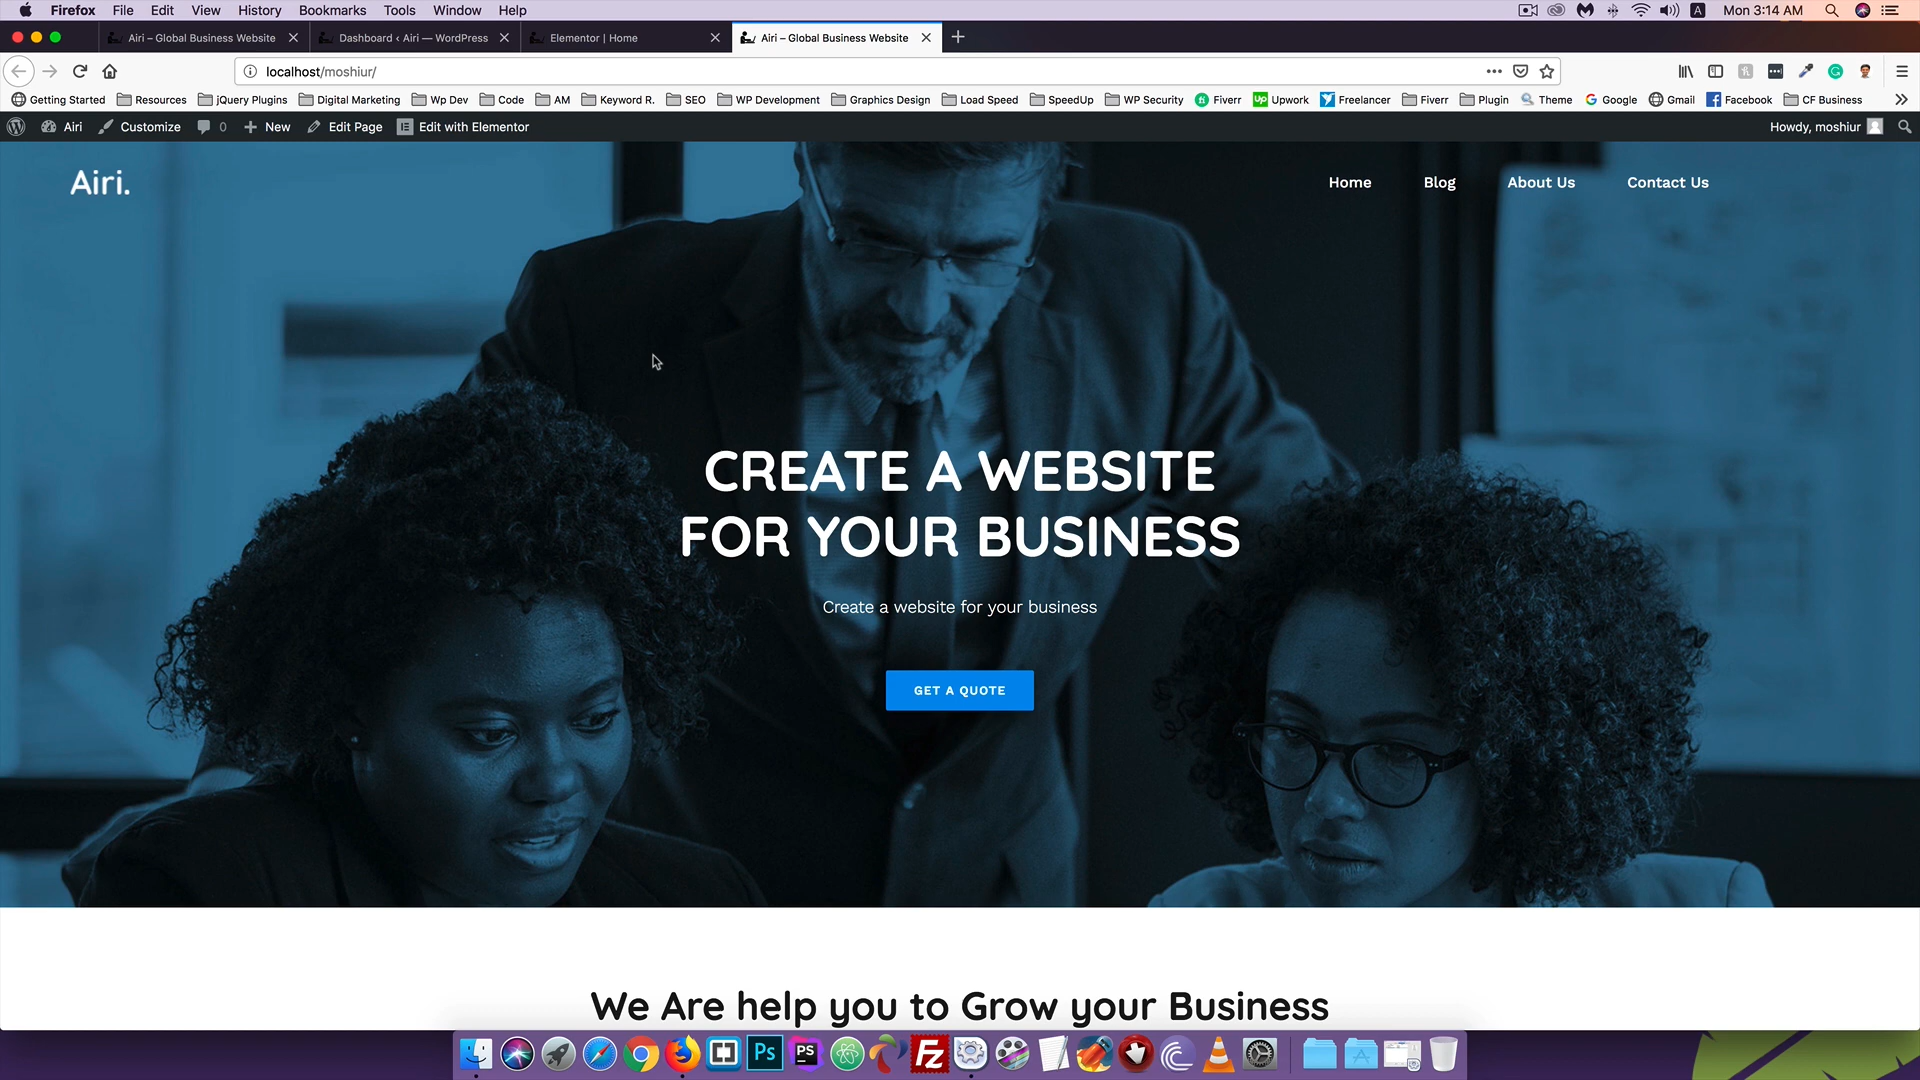 Firefox File Edit View History Bookmarks Tools Window Help A Mon 3:14 AM
Airi – Global Business Website Dashboard ‹ Airi — WordPress Elementor | Home Airi – Global Business Website
localhost/moshiur/
Getting Started Resources jQuery Plugins Digital Marketing Wp Dev Code AM Keyword R. SEO WP Development Graphics Design Load Speed SpeedUp WP Security Fiverr Upwork Freelancer Fiverr Plugin Theme Google Gmail Facebook CF Business
Airi Customize 0 New Edit Page Edit with Elementor Howdy, moshiur
Airi. Home Blog About Us Contact Us
CREATE A WEBSITE
FOR YOUR BUSINESS
Create a website for your business
GET A QUOTE
We Are help you to Grow your Business
Ps PS FZ